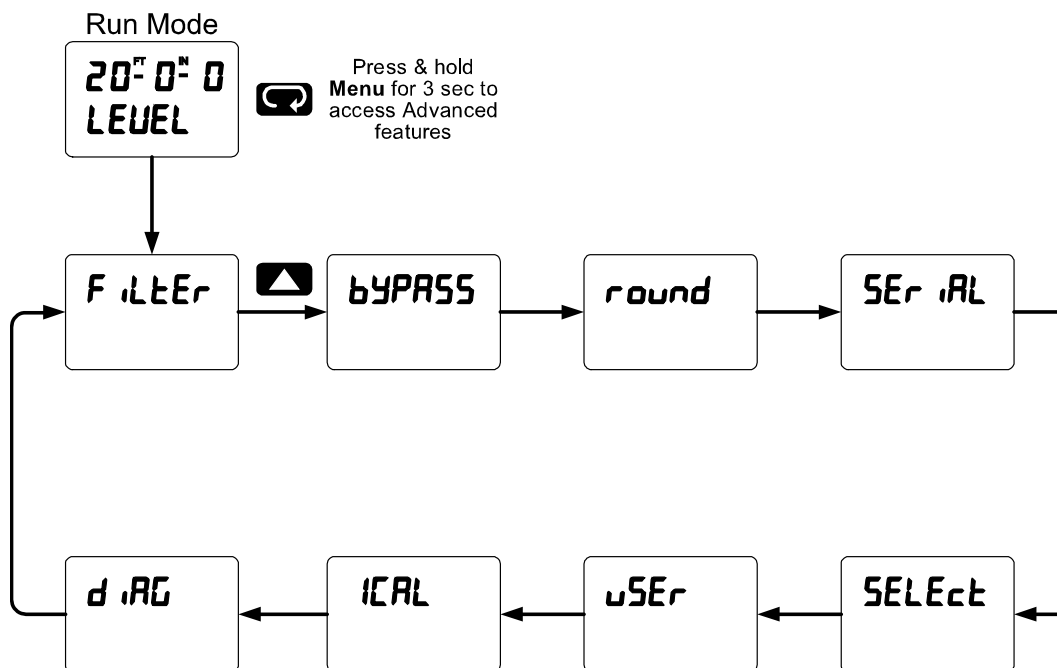 Run Mode
20FT 0IN 0
LEVEL
Press & hold
Menu for 3 sec to
access Advanced
features
FiLtEr
bYPASS
round
SEriAL
diAG
ICAL
uSEr
SELEct